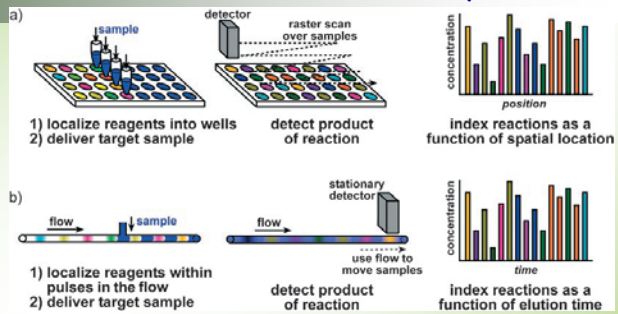 a)
sample
detector
raster scan
over samples
concentration
position
1) localize reagents into wells
2) deliver target sample
detect product
of reaction
index reactions as a
function of spatial location
b)
flow
sample
flow
stationary
detector
use flow to
move samples
concentration
time
1) localize reagents within
pulses in the flow
2) deliver target sample
detect product
of reaction
index reactions as a
function of elution time